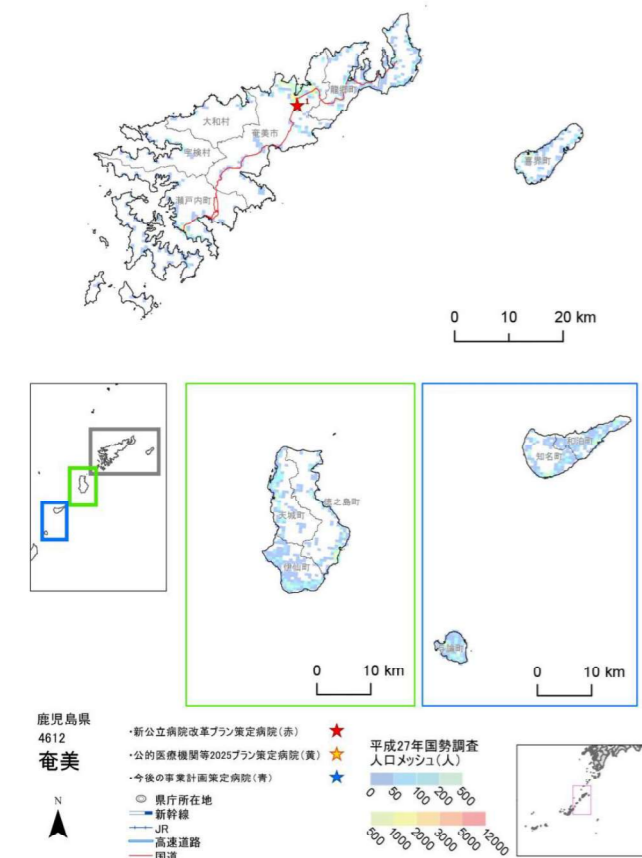 龍郷町
1
大和村
奄美市
宇検村
瀬戸内町
喜界町
0 10 20 km
徳之島町
天城町
伊仙町
0 10 km
和泊町
知名町
与論町
0 10 km
鹿児島県
4612
奄美
N
・新公立病院改革プラン策定病院（赤）
・公的医療機関等2025プラン策定病院（黄）
・今後の事業計画策定病院（青）
県庁所在地
新幹線
JR
高速道路
国道
平成27年国勢調査
人口メッシュ（人）
0 50 100 200 500
500 1000 2000 3000 5000 12000